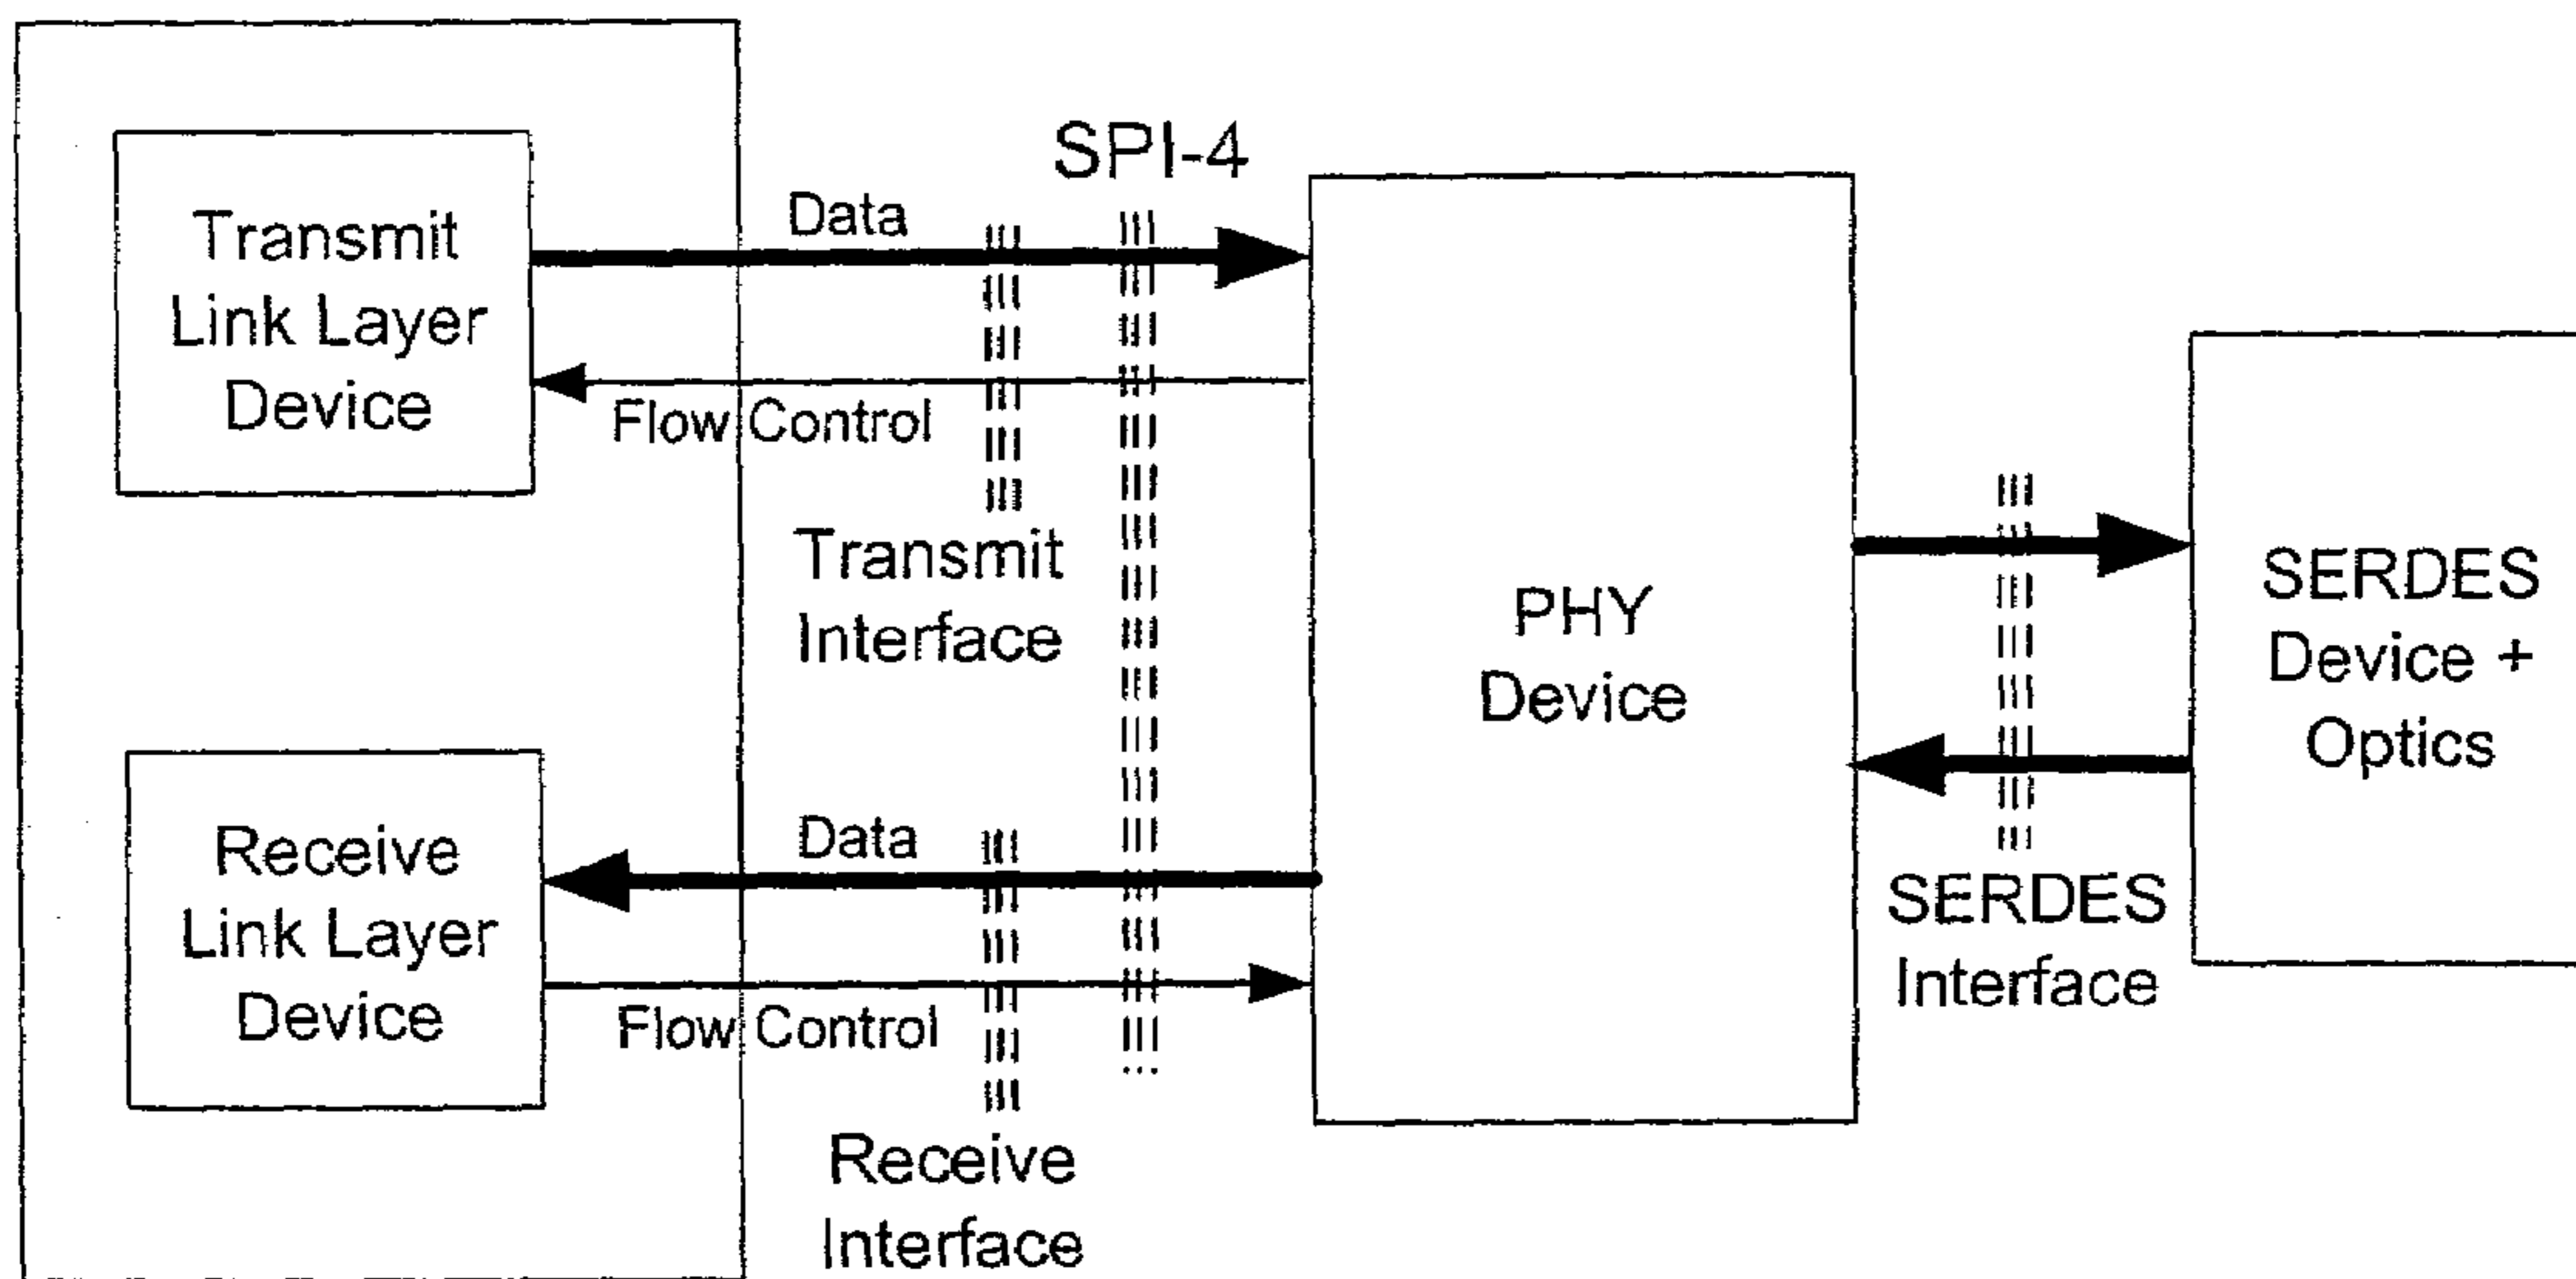 SPI-4
Data
Transmit
Link Layer
Device
Flow Control
Transmit
Interface
PHY
Device
SERDES
Device +
Optics
SERDES
Interface
Data
Receive
Link Layer
Device
Flow Control
Receive
Interface